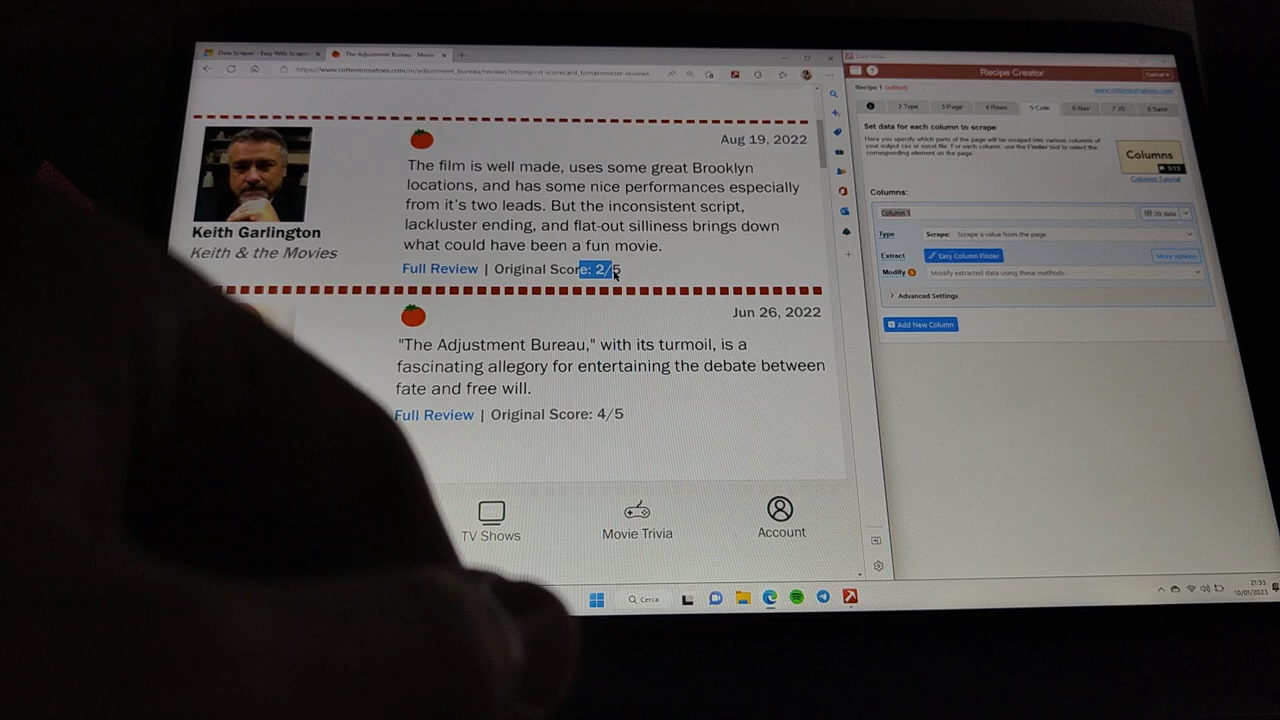 Data Scraper - Easy Web Scrapin
The Adjustment Bureau - Movie
https://www.rottentomatoes.com/m/adjustment_bureau/reviews?intcmp=rt-scorecard_tomatometer-reviews
Aug 19, 2022
The film is well made, uses some great Brooklyn
locations, and has some nice performances especially
from it's two leads. But the inconsistent script,
lackluster ending, and flat-out silliness brings down
what could have been a fun movie.
Keith Garlington
Keith & the Movies
Full Review | Original Score: 2/5
Jun 26, 2022
"The Adjustment Bureau," with its turmoil, is a
fascinating allegory for entertaining the debate between
fate and free will.
Full Review | Original Score: 4/5
TV Shows
Movie Trivia
Account
Recipe Creator
Cancel
Recipe 1 (edited)
www.rottentomatoes.com
2 Type
3 Page
4 Rows
5 Cols
6 Nav
7 JS
8 Save
Set data for each column to scrape
Here you specify which parts of the page will be scraped into various columns of
your output csv or excel file. For each column, use the Finder tool to select the
corresponding element on the page.
Columns
5:13
Columns Tutorial
Columns:
Column 1
20 data
Type
Scrape: Scrape a value from the page
Extract
Easy Column Finder
More options
Modify
Modify extracted data using these methods
Advanced Settings
Add New Column
Cerca
21:33
10/01/2023